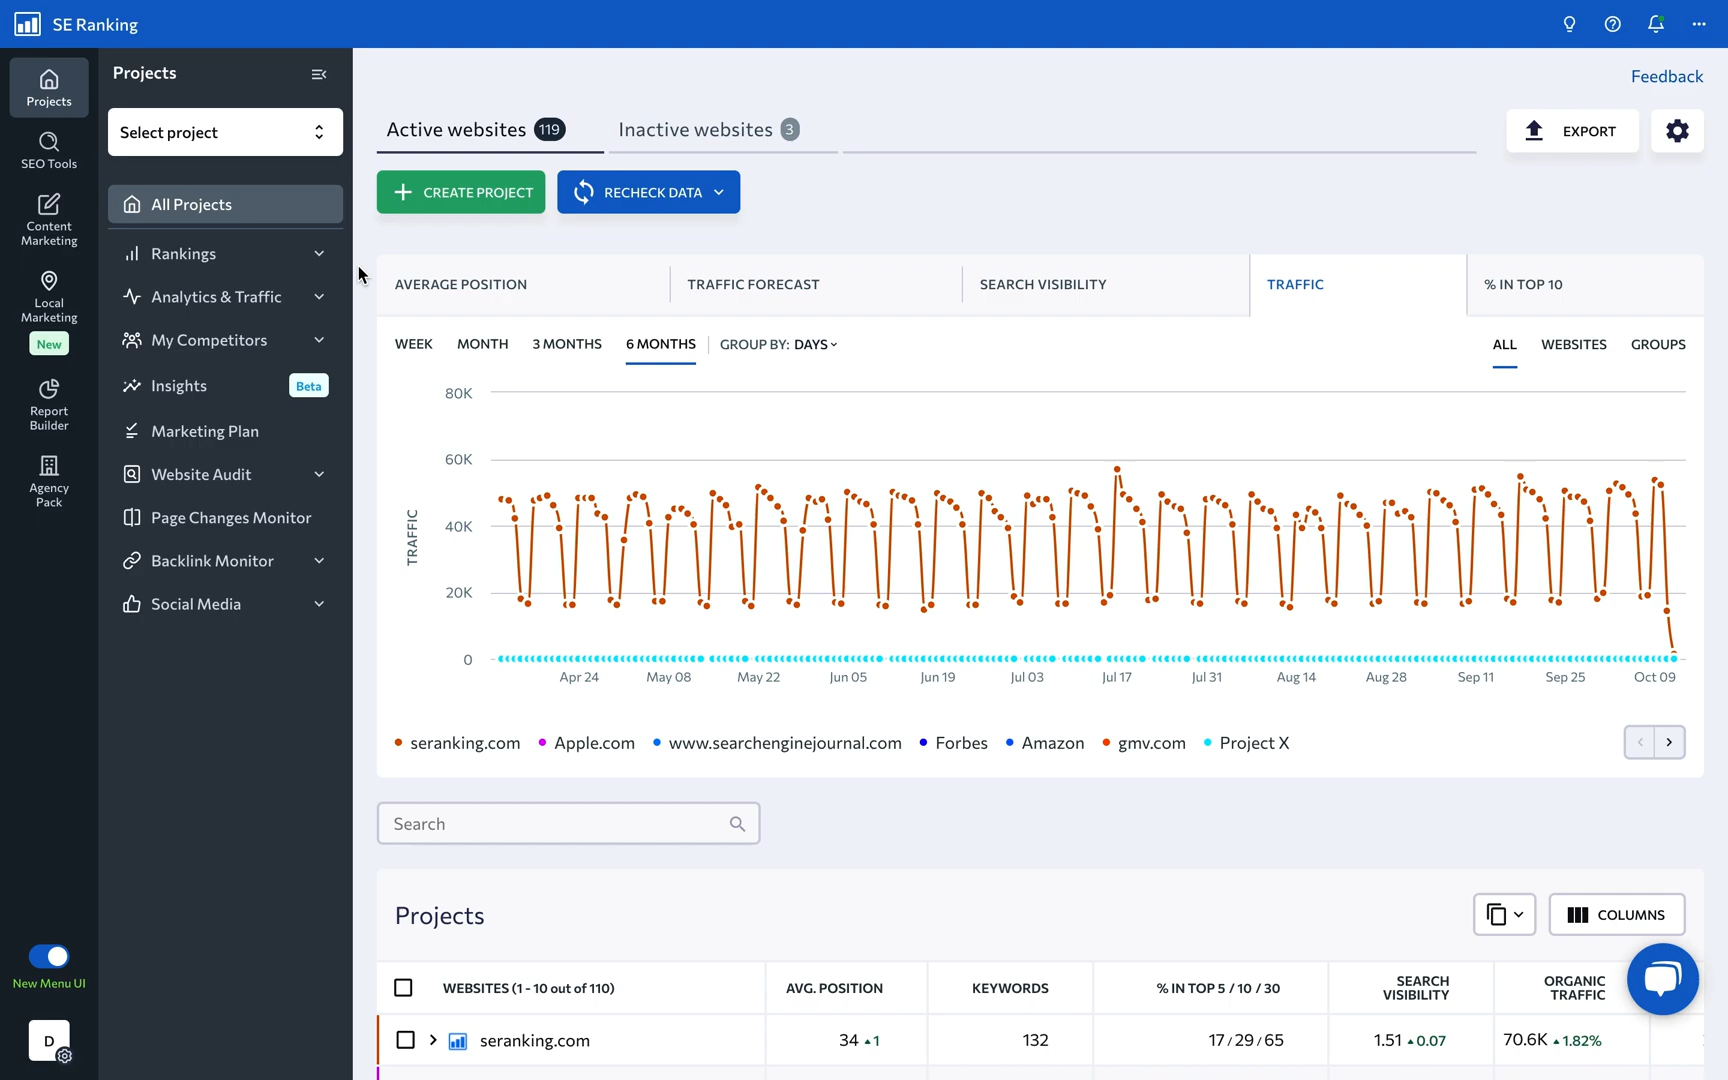 SE Ranking
Projects
SEO Tools
Content
Marketing
Local
Marketing
New
Report
Builder
Agency
Pack
New Menu UI
D
Projects
Select project
All Projects
Rankings
Analytics & Traffic
My Competitors
Insights Beta
Marketing Plan
Website Audit
Page Changes Monitor
Backlink Monitor
Social Media
Feedback
Active websites 119 Inactive websites 3 EXPORT
CREATE PROJECT RECHECK DATA
AVERAGE POSITION TRAFFIC FORECAST SEARCH VISIBILITY TRAFFIC % IN TOP 10
WEEK MONTH 3 MONTHS 6 MONTHS GROUP BY: DAYS ALL WEBSITES GROUPS
80K
60K
40K
20K
0
TRAFFIC
Apr 24 May 08 May 22 Jun 05 Jun 19 Jul 03 Jul 17 Jul 31 Aug 14 Aug 28 Sep 11 Sep 25 Oct 09
seranking.com Apple.com www.searchenginejournal.com Forbes Amazon gmv.com Project X
Search
Projects COLUMNS
WEBSITES (1 - 10 out of 110) AVG. POSITION KEYWORDS % IN TOP 5 / 10 / 30 SEARCH VISIBILITY ORGANIC TRAFFIC
seranking.com 34 1 132 17 / 29 / 65 1.51 0.07 70.6K 1.82%